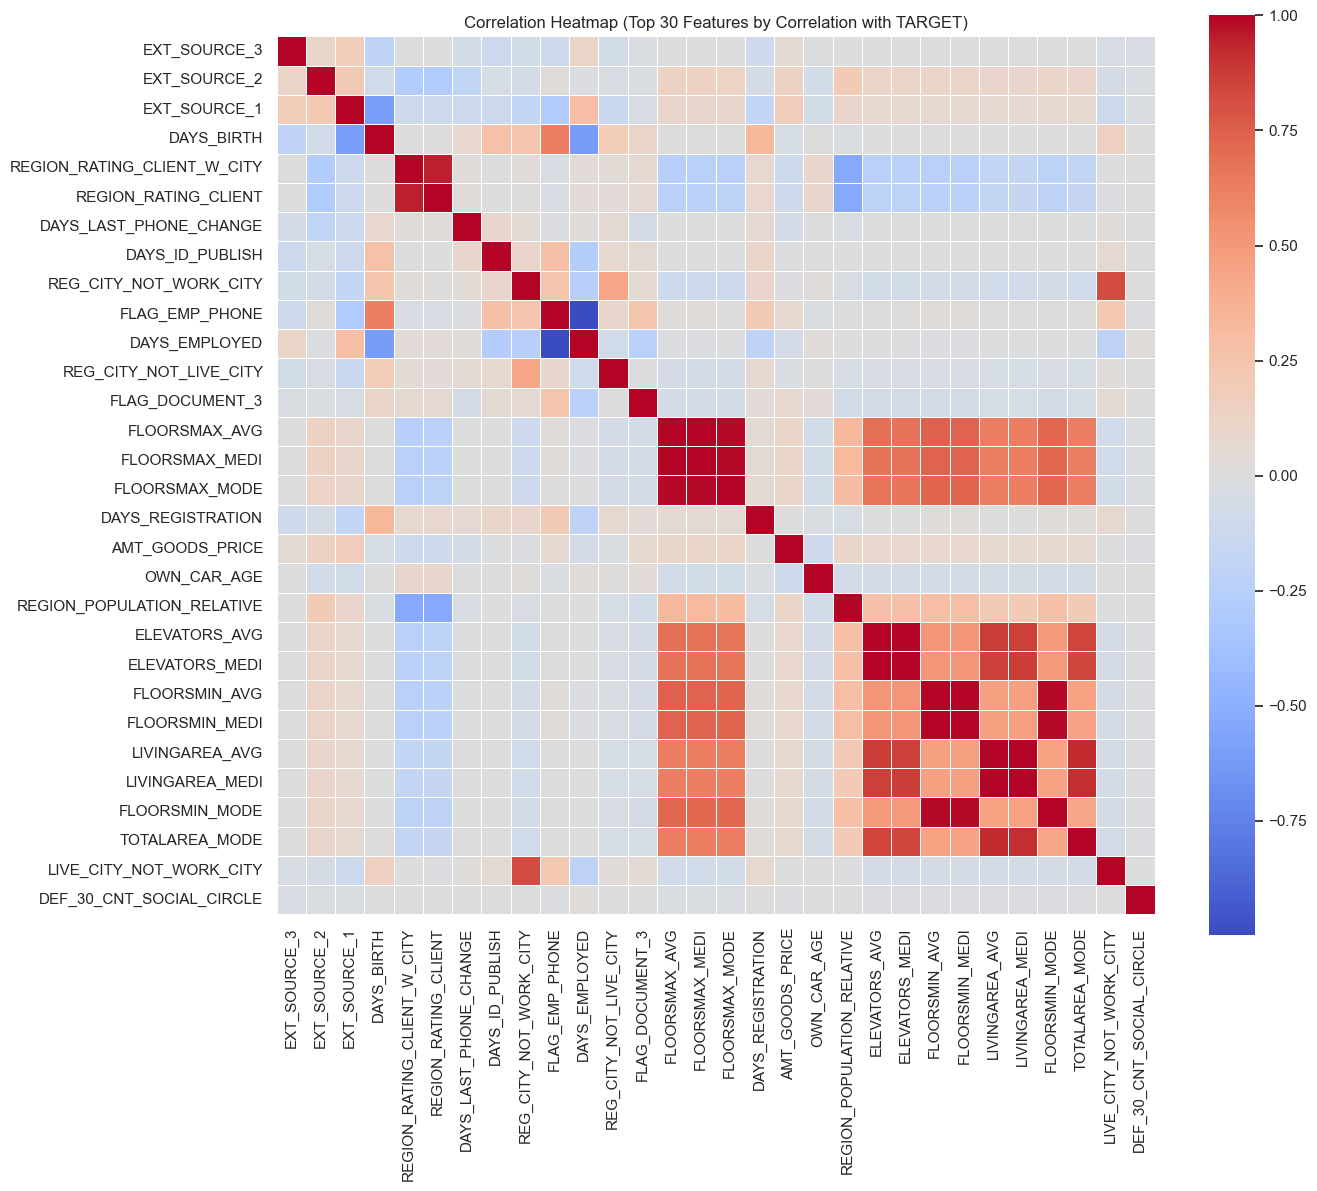 Correlation Heatmap (Top 30 Features by Correlation with TARGET)
EXT_SOURCE_3
EXT_SOURCE_2
EXT_SOURCE_1
DAYS_BIRTH
REGION_RATING_CLIENT_W_CITY
REGION_RATING_CLIENT
DAYS_LAST_PHONE_CHANGE
DAYS_ID_PUBLISH
REG_CITY_NOT_WORK_CITY
FLAG_EMP_PHONE
DAYS_EMPLOYED
REG_CITY_NOT_LIVE_CITY
FLAG_DOCUMENT_3
FLOORSMAX_AVG
FLOORSMAX_MEDI
FLOORSMAX_MODE
DAYS_REGISTRATION
AMT_GOODS_PRICE
OWN_CAR_AGE
REGION_POPULATION_RELATIVE
ELEVATORS_AVG
ELEVATORS_MEDI
FLOORSMIN_AVG
FLOORSMIN_MEDI
LIVINGAREA_AVG
LIVINGAREA_MEDI
FLOORSMIN_MODE
TOTALAREA_MODE
LIVE_CITY_NOT_WORK_CITY
DEF_30_CNT_SOCIAL_CIRCLE
EXT_SOURCE_3
EXT_SOURCE_2
EXT_SOURCE_1
DAYS_BIRTH
REGION_RATING_CLIENT_W_CITY
REGION_RATING_CLIENT
DAYS_LAST_PHONE_CHANGE
DAYS_ID_PUBLISH
REG_CITY_NOT_WORK_CITY
FLAG_EMP_PHONE
DAYS_EMPLOYED
REG_CITY_NOT_LIVE_CITY
FLAG_DOCUMENT_3
FLOORSMAX_AVG
FLOORSMAX_MEDI
FLOORSMAX_MODE
DAYS_REGISTRATION
AMT_GOODS_PRICE
OWN_CAR_AGE
REGION_POPULATION_RELATIVE
ELEVATORS_AVG
ELEVATORS_MEDI
FLOORSMIN_AVG
FLOORSMIN_MEDI
LIVINGAREA_AVG
LIVINGAREA_MEDI
FLOORSMIN_MODE
TOTALAREA_MODE
LIVE_CITY_NOT_WORK_CITY
DEF_30_CNT_SOCIAL_CIRCLE
1.00
0.75
0.50
0.25
0.00
−0.25
−0.50
−0.75